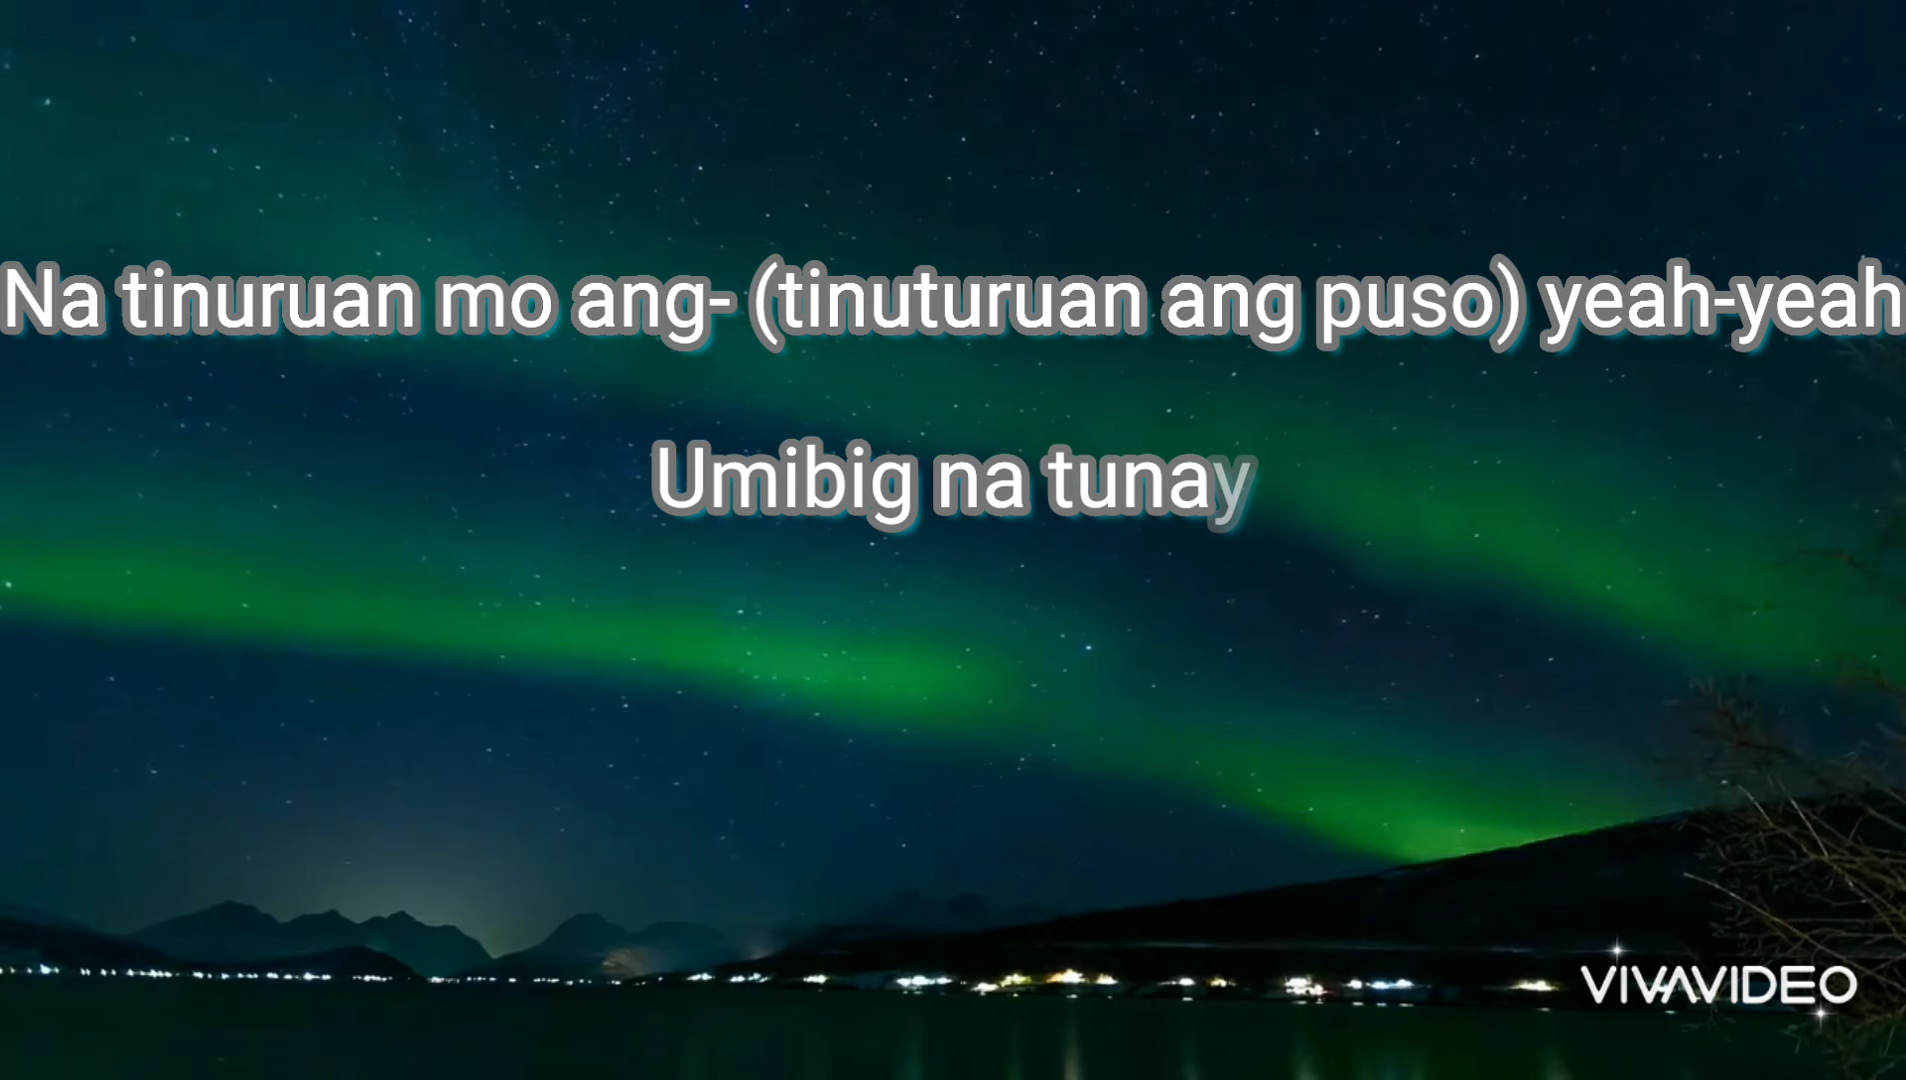 Na tinuruan mo ang- (tinuturuan ang puso) yeah-yeah
Umibig na tunay
VIVAVIDEO